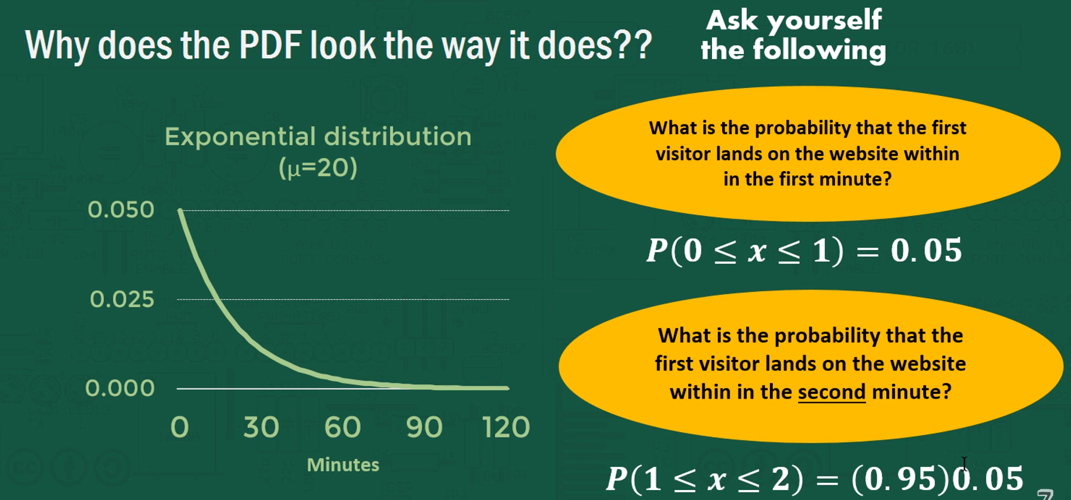 Why does the PDF look the way it does??
Ask yourself
the following
Exponential distribution
(μ=20)
0.050
0.025
0.000
0 30 60 90 120
Minutes
What is the probability that the first
visitor lands on the website within
in the first minute?
P(0 ≤ x ≤ 1) = 0.05
What is the probability that the
first visitor lands on the website
within in the second minute?
P(1 ≤ x ≤ 2) = (0.95)0.05